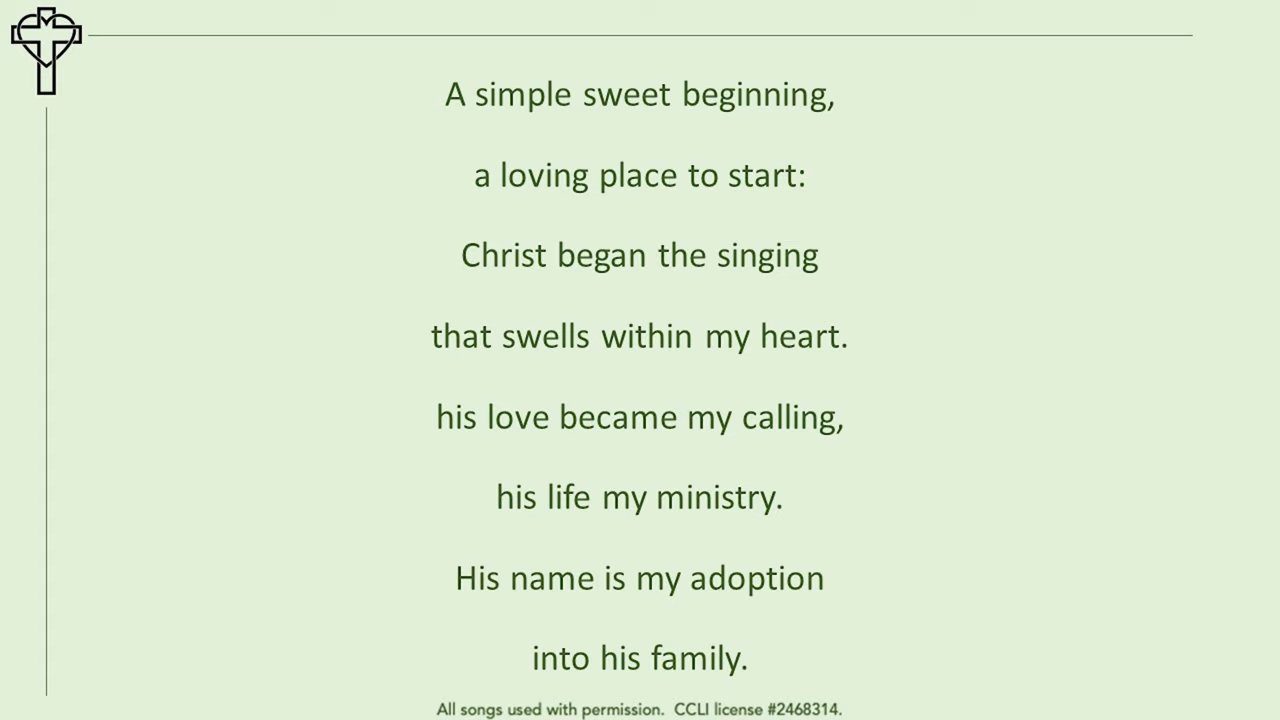 A simple sweet beginning,
a loving place to start:
Christ began the singing
that swells within my heart.
his love became my calling,
his life my ministry.
His name is my adoption
into his family.
All songs used with permission. CCLI license #2468314.